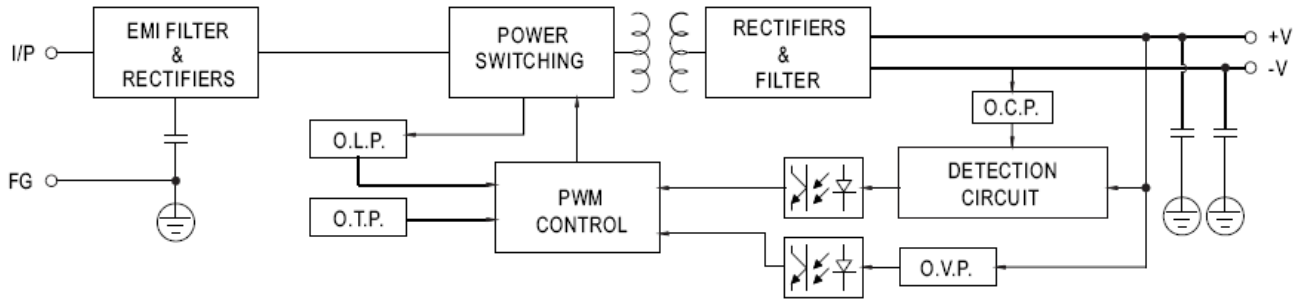 I/P
EMI FILTER
&
RECTIFIERS
POWER
SWITCHING
RECTIFIERS
&
FILTER
+V
-V
O.C.P.
O.L.P.
DETECTION
CIRCUIT
FG
PWM
CONTROL
O.T.P.
O.V.P.